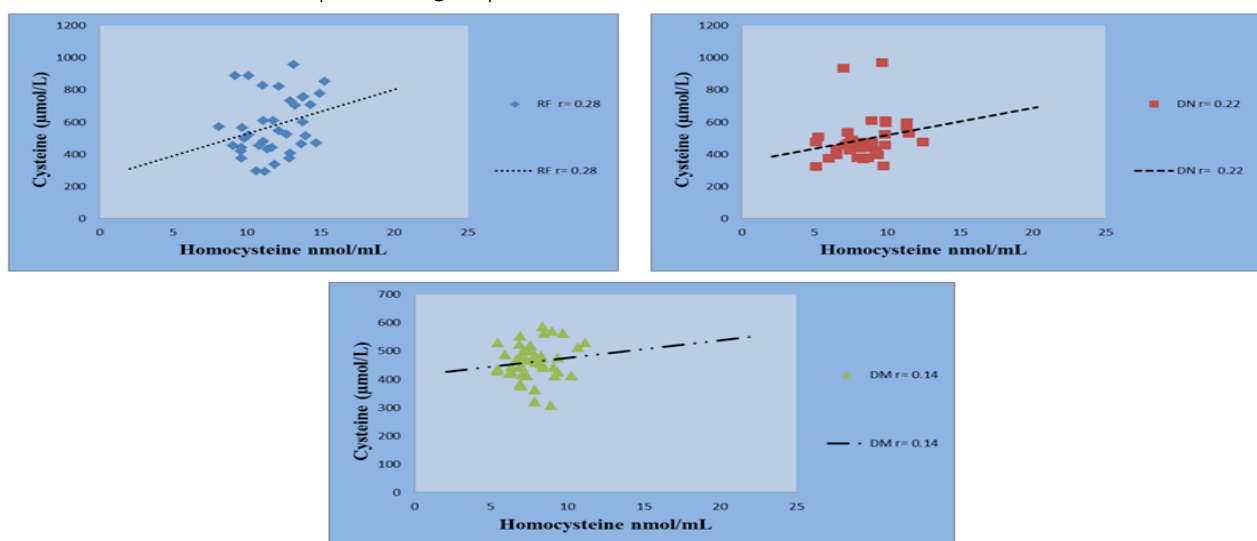 1200
1000
800
600
400
200
0
0 5 10 15 20 25
Cysteine (µmol/L)
Homocysteine nmol/mL
RF r= 0.28
RF r= 0.28
1200
1000
800
600
400
200
0
0 5 10 15 20 25
Cysteine (µmol/L)
Homocysteine nmol/mL
DN r= 0.22
DN r= 0.22
700
600
500
400
300
200
100
0
0 5 10 15 20 25
Cysteine (µmol/L)
Homocysteine nmol/mL
DM r= 0.14
DM r= 0.14